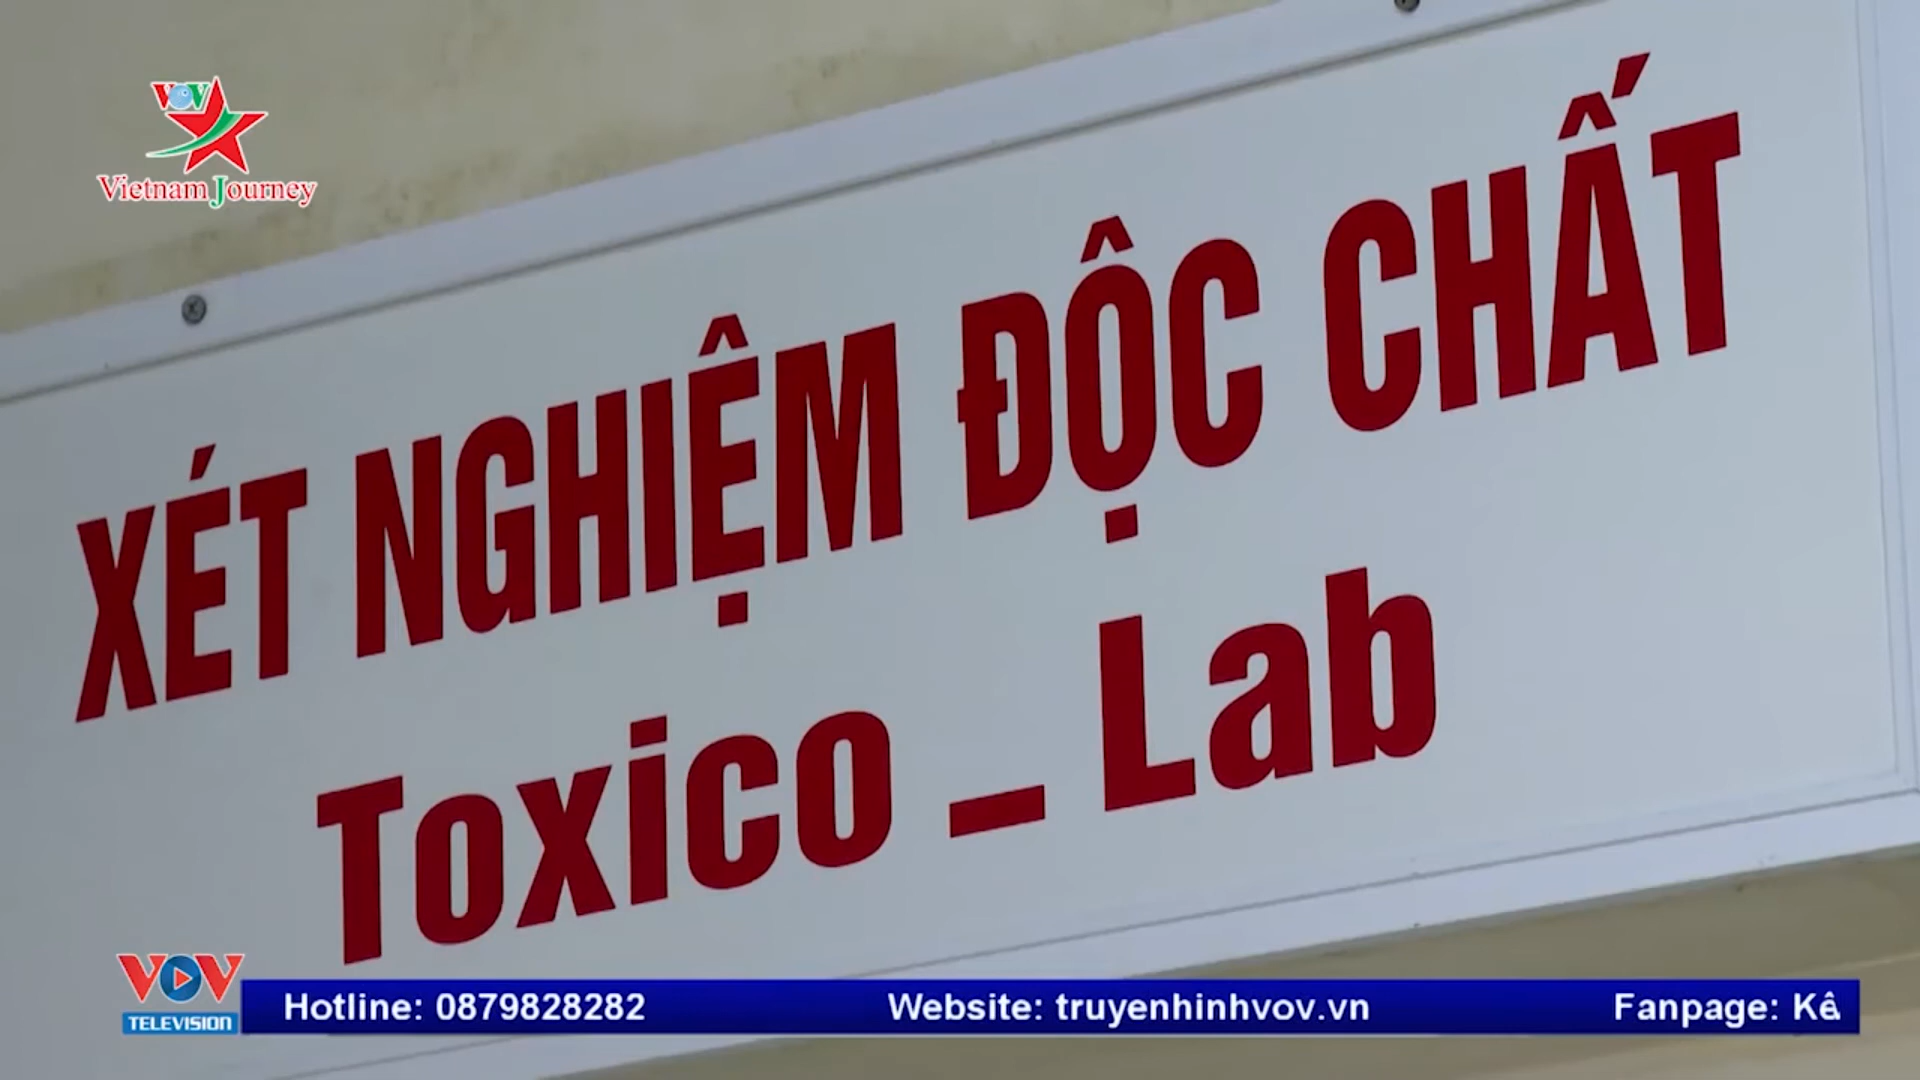 VOV
Vietnam Journey
XÉT NGHIỆM ĐỘC CHẤT
Toxico _ Lab
VOV
TELEVISION
Hotline: 0879828282 Website: truyenhinhvov.vn Fanpage: Kê